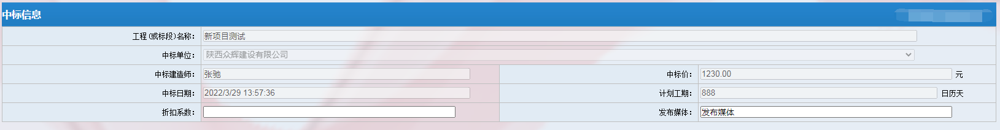 中标信息
工程(或标段)名称： 新项目测试
中标单位： 陕西众辉建设有限公司
中标建造师： 张驰 中标价： 1230.00 元
中标日期： 2022/3/29 13:57:36 计划工期： 888 日历天
折扣系数： 发布媒体： 发布媒体